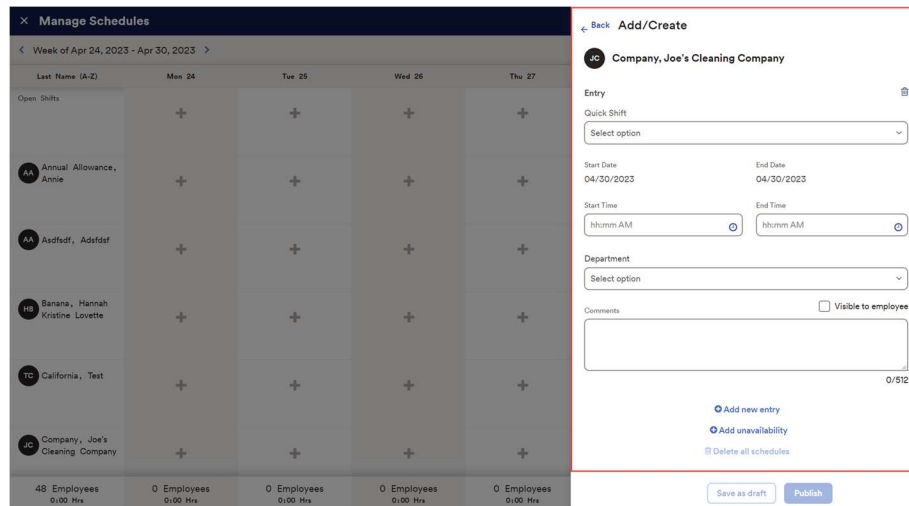 × Manage Schedules
< Week of Apr 24, 2023 - Apr 30, 2023 >
Last Name (A-Z) Mon 24 Tue 25 Wed 26 Thu 27
Open Shifts
AA Annual Allowance, Annie
AA Asdfsdf, Adsfdsf
HB Banana, Hannah Kristine Lovette
TC California, Test
JC Company, Joe's Cleaning Company
48 Employees 0 Employees 0 Employees 0 Employees 0 Employees
0:00 Hrs 0:00 Hrs 0:00 Hrs 0:00 Hrs 0:00 Hrs
← Back Add/Create
JC Company, Joe's Cleaning Company
Entry
Quick Shift
Select option
Start Date End Date
04/30/2023 04/30/2023
Start Time End Time
hh:mm AM hh:mm AM
Department
Select option
Comments Visible to employee
0/512
Add new entry
Add unavailability
Delete all schedules
Save as draft Publish